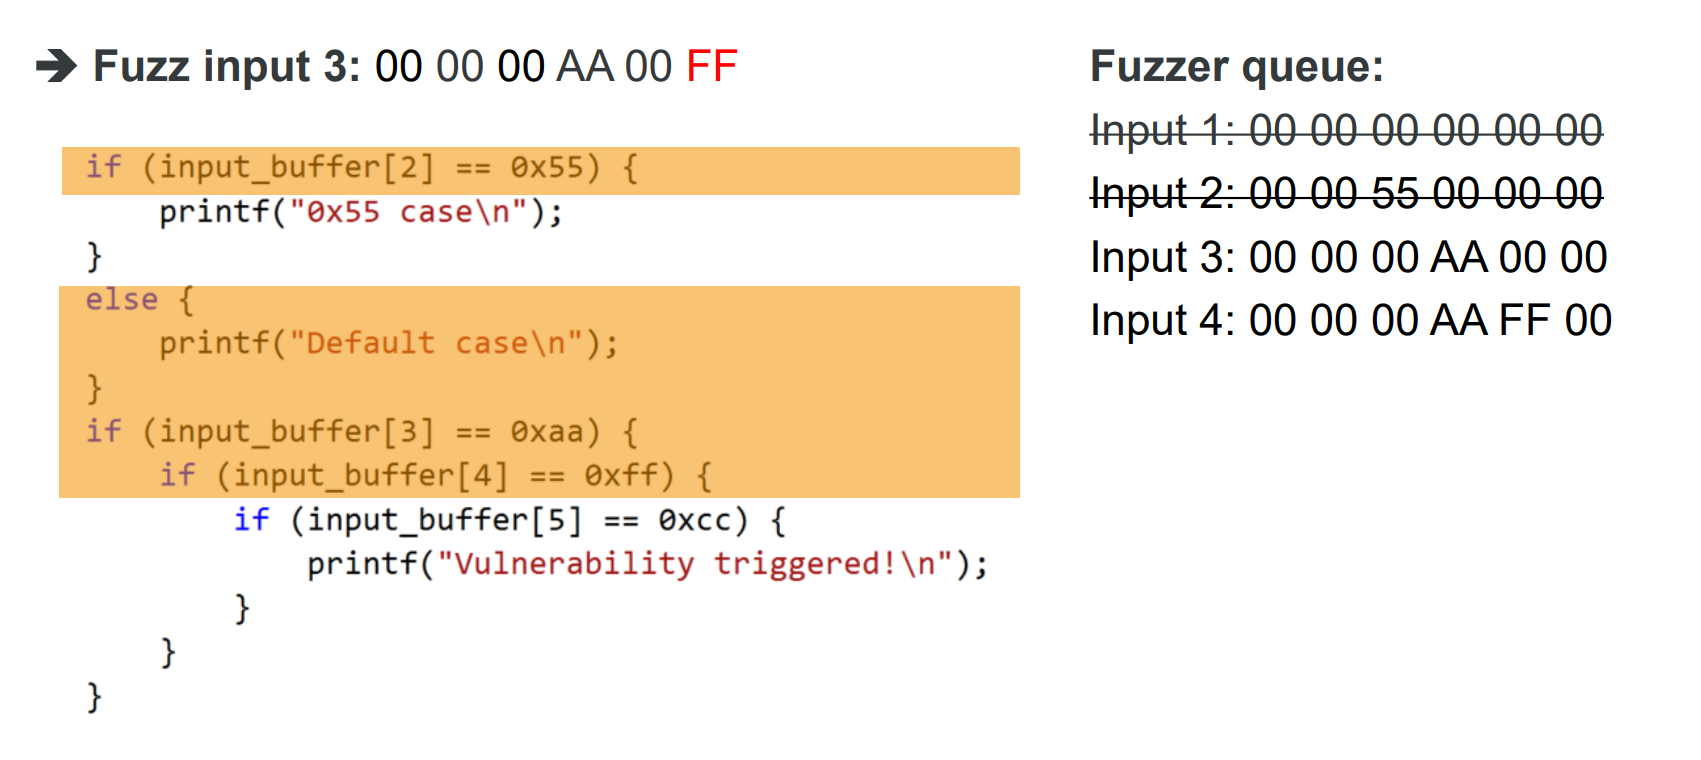 ➔ Fuzz input 3: 00 00 00 AA 00 FF
if (input_buffer[2] == 0x55) {
    printf("0x55 case\n");
}
else {
    printf("Default case\n");
}
if (input_buffer[3] == 0xaa) {
    if (input_buffer[4] == 0xff) {
        if (input_buffer[5] == 0xcc) {
            printf("Vulnerability triggered!\n");
        }
    }
}
Fuzzer queue:
Input 1: 00 00 00 00 00 00
Input 2: 00 00 55 00 00 00
Input 3: 00 00 00 AA 00 00
Input 4: 00 00 00 AA FF 00